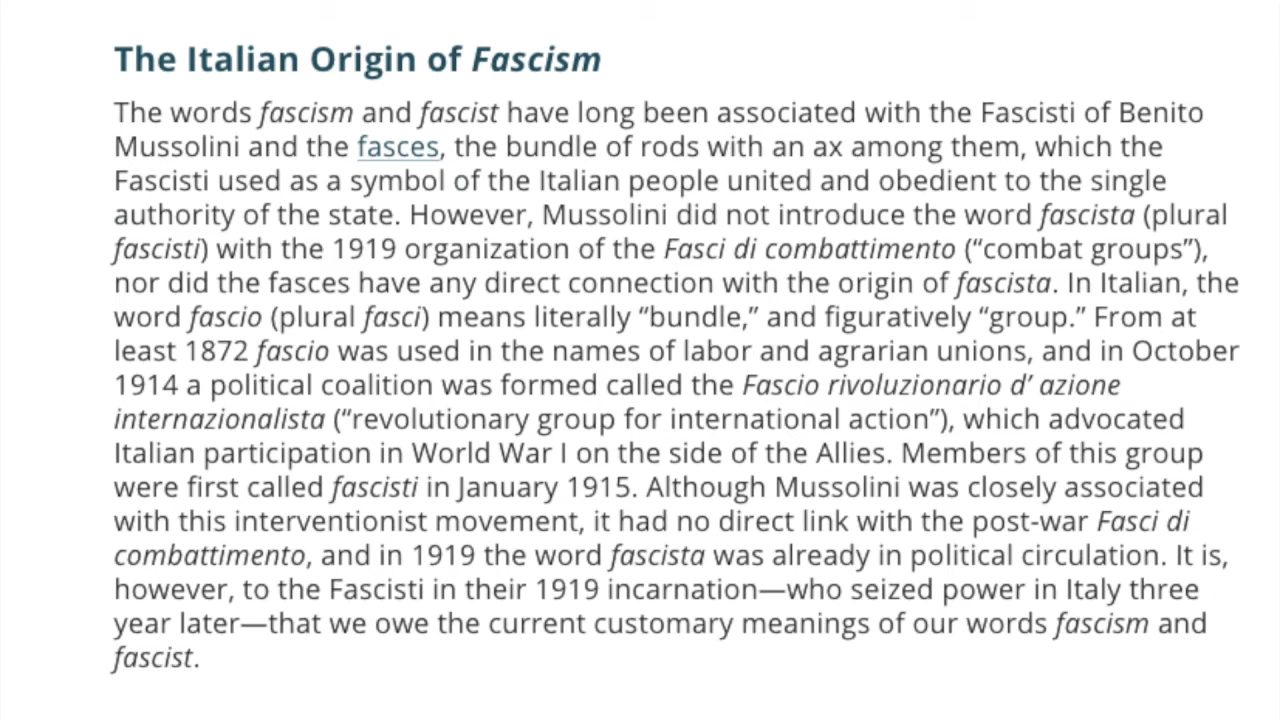 The Italian Origin of Fascism
The words fascism and fascist have long been associated with the Fascisti of Benito
Mussolini and the fasces, the bundle of rods with an ax among them, which the
Fascisti used as a symbol of the Italian people united and obedient to the single
authority of the state. However, Mussolini did not introduce the word fascista (plural
fascisti) with the 1919 organization of the Fasci di combattimento (“combat groups”),
nor did the fasces have any direct connection with the origin of fascista. In Italian, the
word fascio (plural fasci) means literally “bundle,” and figuratively “group.” From at
least 1872 fascio was used in the names of labor and agrarian unions, and in October
1914 a political coalition was formed called the Fascio rivoluzionario d’ azione
internazionalista (“revolutionary group for international action”), which advocated
Italian participation in World War I on the side of the Allies. Members of this group
were first called fascisti in January 1915. Although Mussolini was closely associated
with this interventionist movement, it had no direct link with the post-war Fasci di
combattimento, and in 1919 the word fascista was already in political circulation. It is,
however, to the Fascisti in their 1919 incarnation—who seized power in Italy three
year later—that we owe the current customary meanings of our words fascism and
fascist.